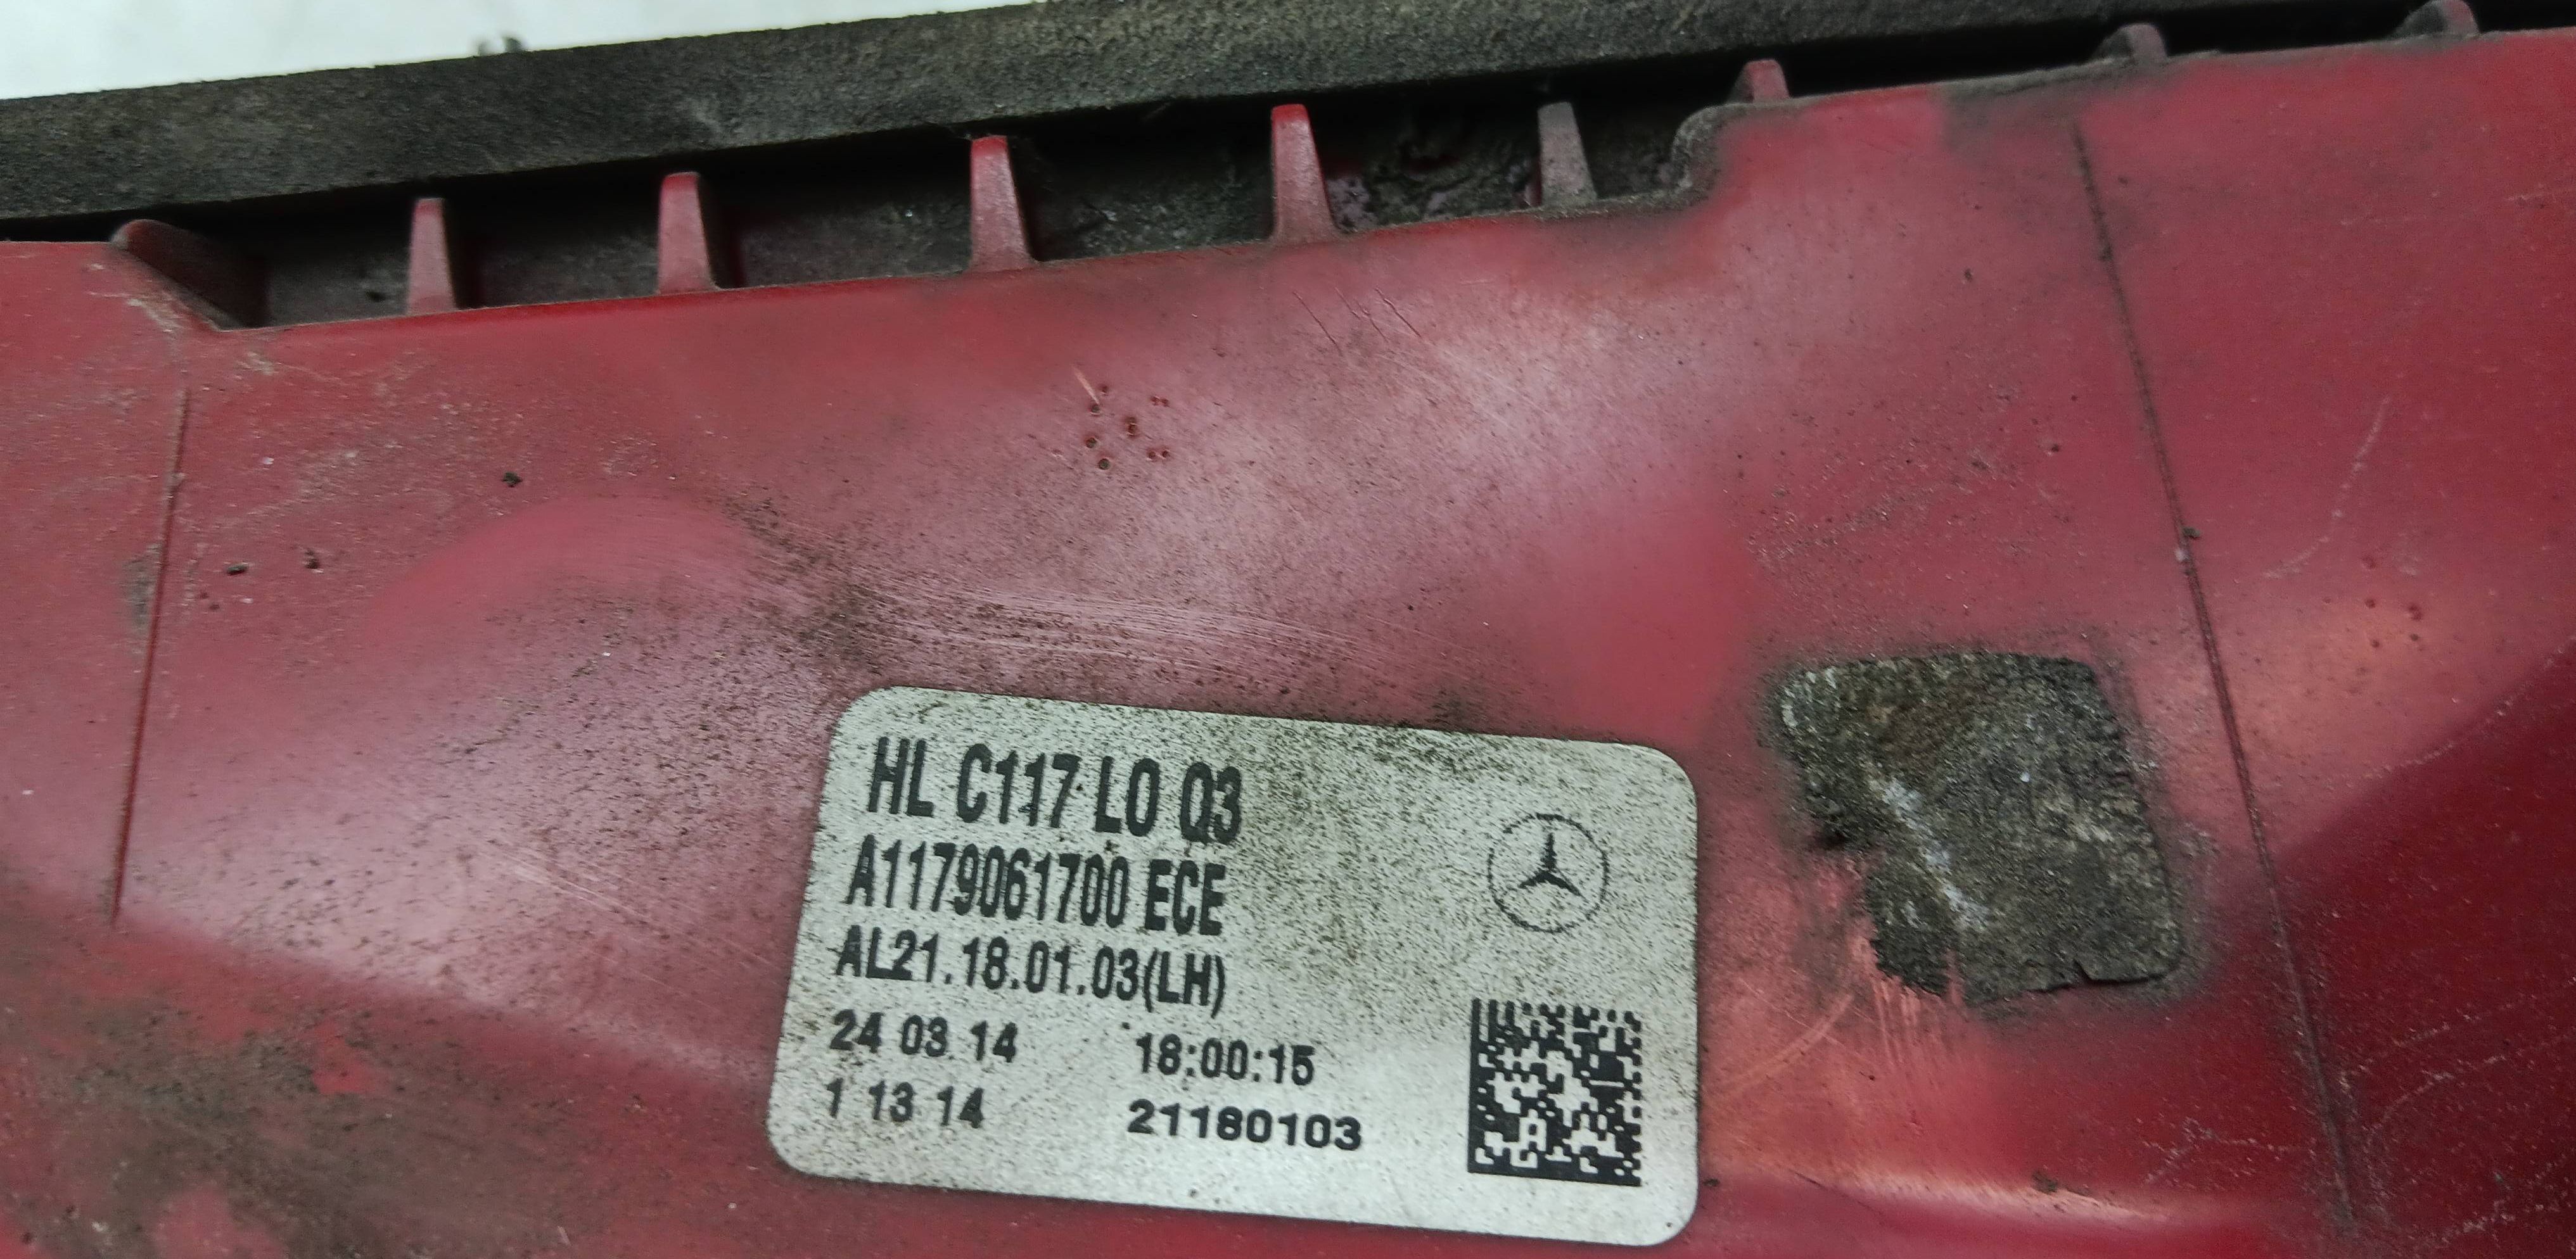 HL C117 LO Q3
A1179061700 ECE
AL21.18.01.03(LH)
24 03 14 18:00:15
1 13 14 21180103